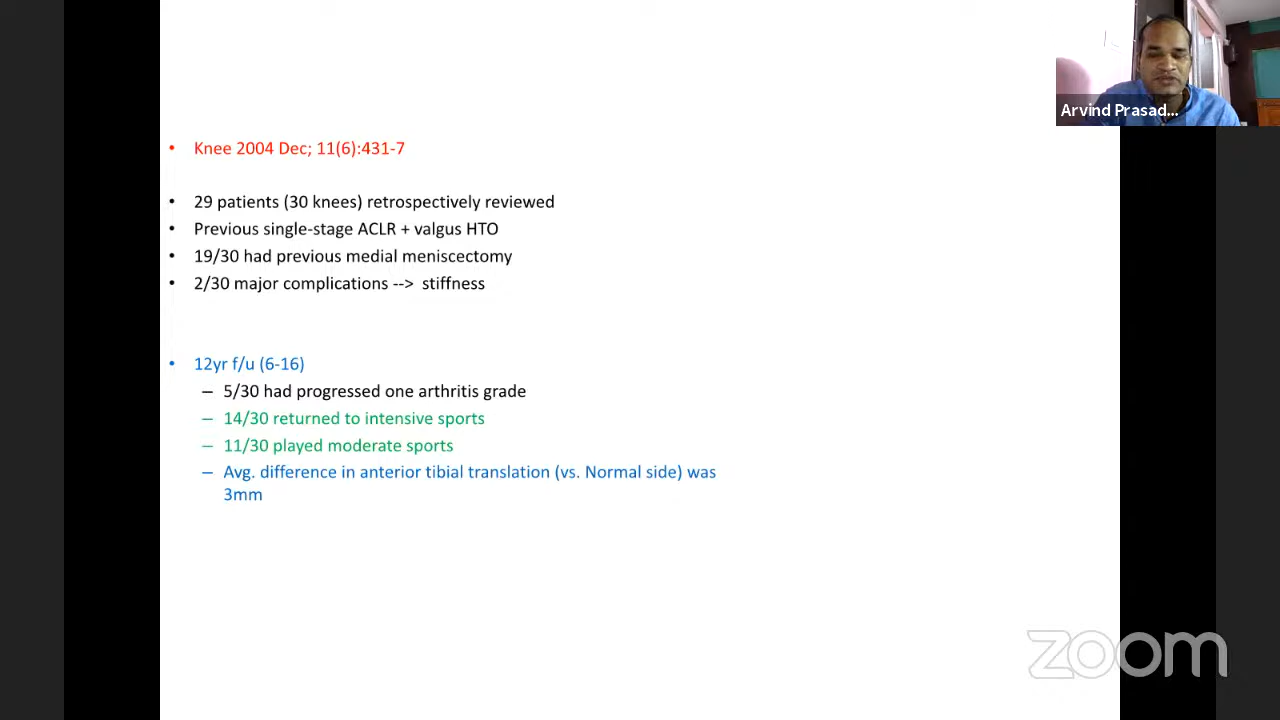 Arvind Prasad...
• Knee 2004 Dec; 11(6):431-7
• 29 patients (30 knees) retrospectively reviewed
• Previous single-stage ACLR + valgus HTO
• 19/30 had previous medial meniscectomy
• 2/30 major complications --> stiffness
• 12yr f/u (6-16)
– 5/30 had progressed one arthritis grade
– 14/30 returned to intensive sports
– 11/30 played moderate sports
– Avg. difference in anterior tibial translation (vs. Normal side) was
3mm
zoom